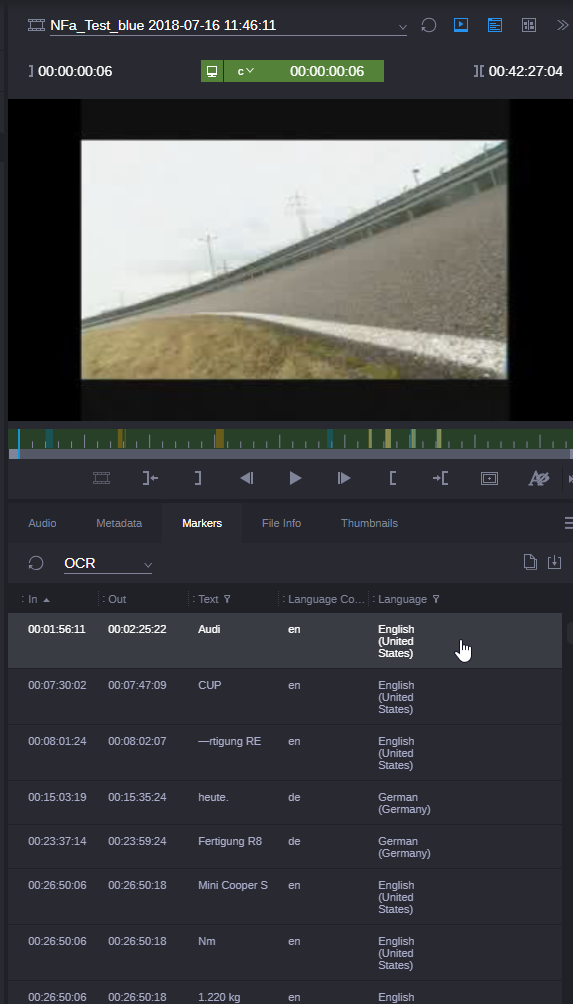 NFa_Test_blue 2018-07-16 11:46:11
] 00:00:00:06 c 00:00:00:06 ][ 00:42:27:04
Audio Metadata Markers File Info Thumbnails
OCR
In Out Text Language Co... Language
00:01:56:11 00:02:25:22 Audi en English
(United
States)
00:07:30:02 00:07:47:09 CUP en English
(United
States)
00:08:01:24 00:08:02:07 —rtigung RE en English
(United
States)
00:15:03:19 00:15:35:24 heute. de German
(Germany)
00:23:37:14 00:23:59:24 Fertigung R8 de German
(Germany)
00:26:50:06 00:26:50:18 Mini Cooper S en English
(United
States)
00:26:50:06 00:26:50:18 Nm en English
(United
States)
00:26:50:06 00:26:50:18 1.220 kg en English